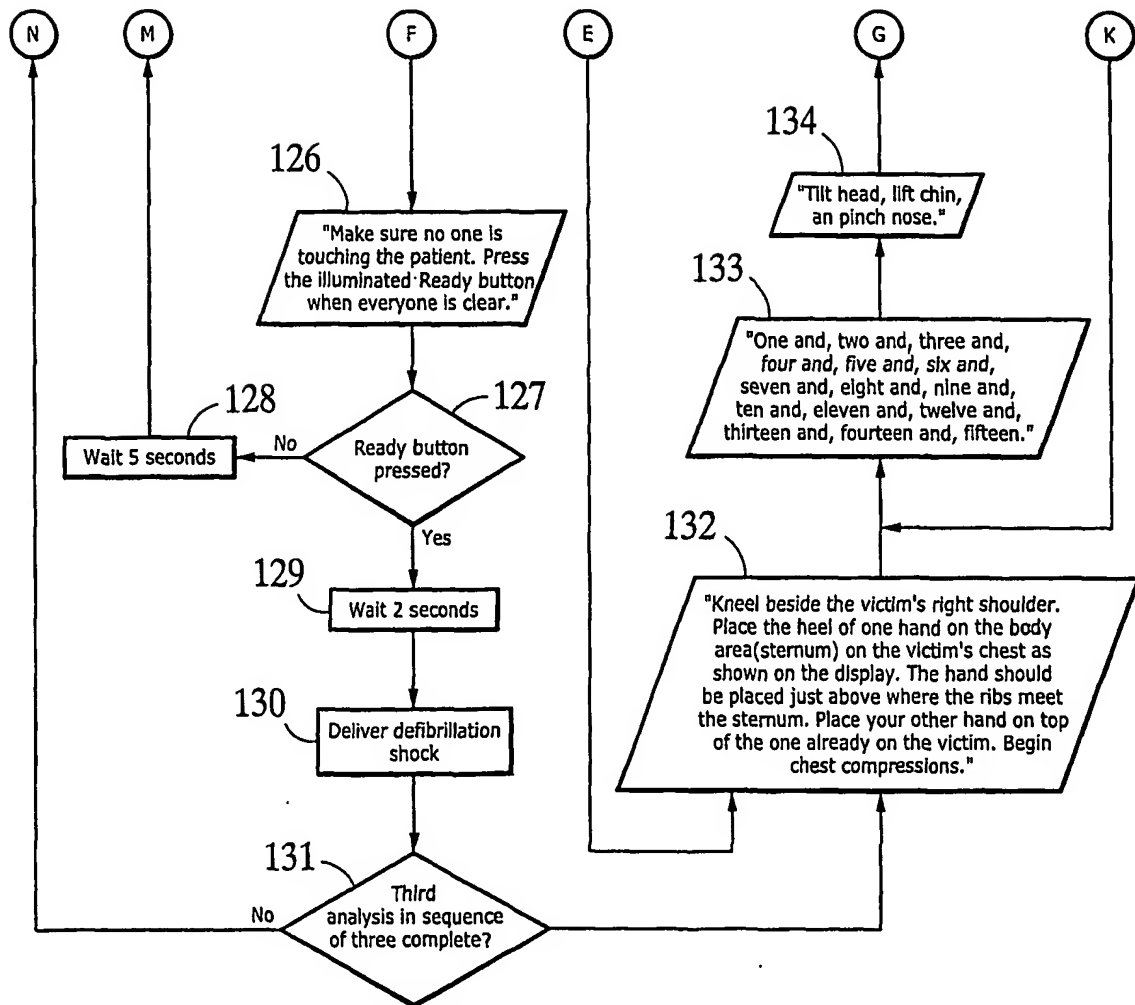 N
M
F
E
G
K
126
"Make sure no one is
touching the patient. Press
the illuminated Ready button
when everyone is clear."
127
Ready button
pressed?
No
128
Wait 5 seconds
Yes
129
Wait 2 seconds
130
Deliver defibrillation
shock
131
Third
analysis in sequence
of three complete?
No
134
"Tilt head, lift chin,
an pinch nose."
133
"One and, two and, three and,
four and, five and, six and,
seven and, eight and, nine and,
ten and, eleven and, twelve and,
thirteen and, fourteen and, fifteen."
132
"Kneel beside the victim's right shoulder.
Place the heel of one hand on the body
area(sternum) on the victim's chest as
shown on the display. The hand should
be placed just above where the ribs meet
the sternum. Place your other hand on top
of the one already on the victim. Begin
chest compressions."